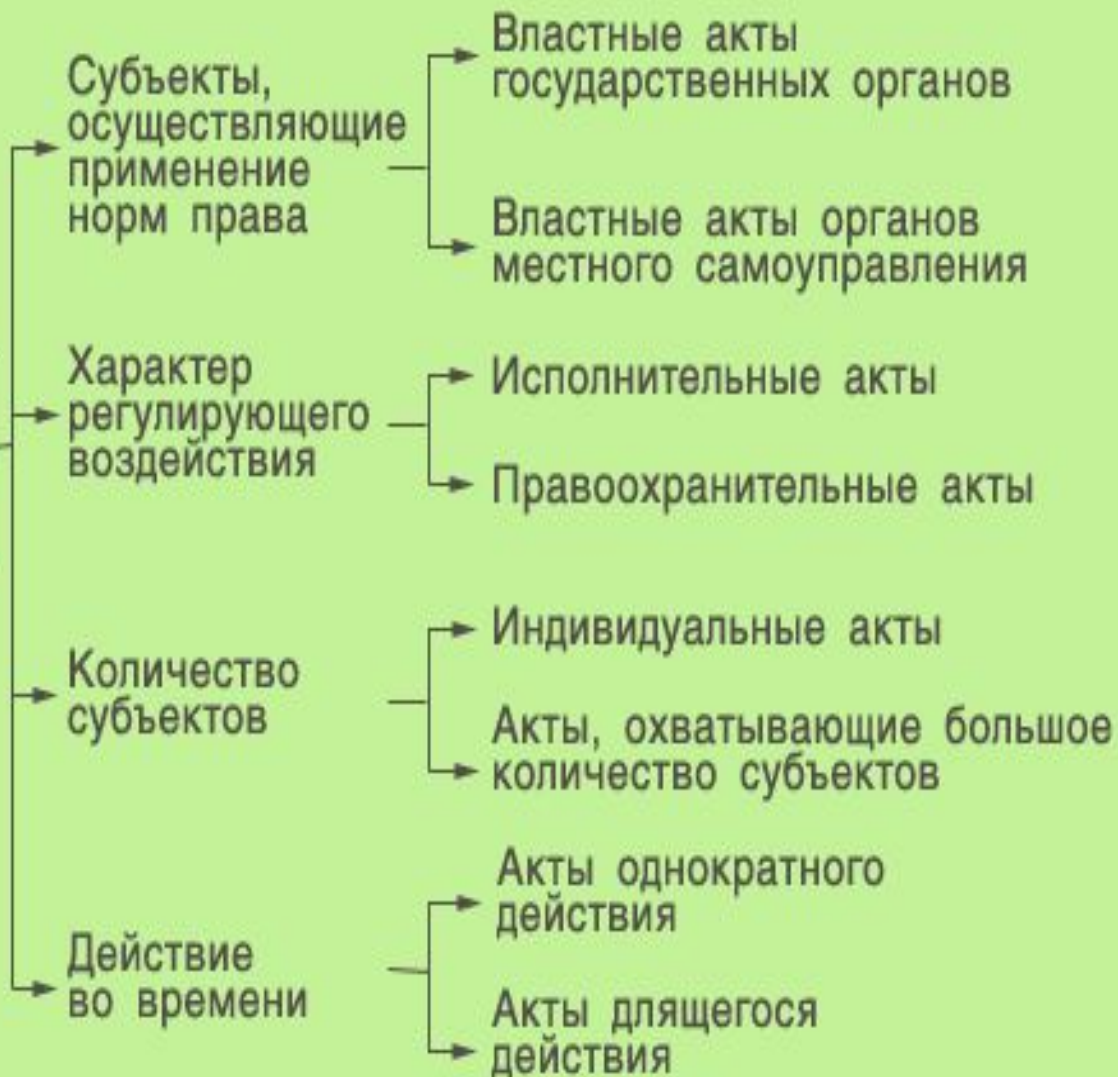 Субъекты,
осуществляющие
применение
норм права
Властные акты
государственных органов
Властные акты органов
местного самоуправления
Характер
регулирующего
воздействия
Исполнительные акты
Правоохранительные акты
Количество
субъектов
Индивидуальные акты
Акты, охватывающие большое
количество субъектов
Действие
во времени
Акты однократного
действия
Акты длящегося
действия